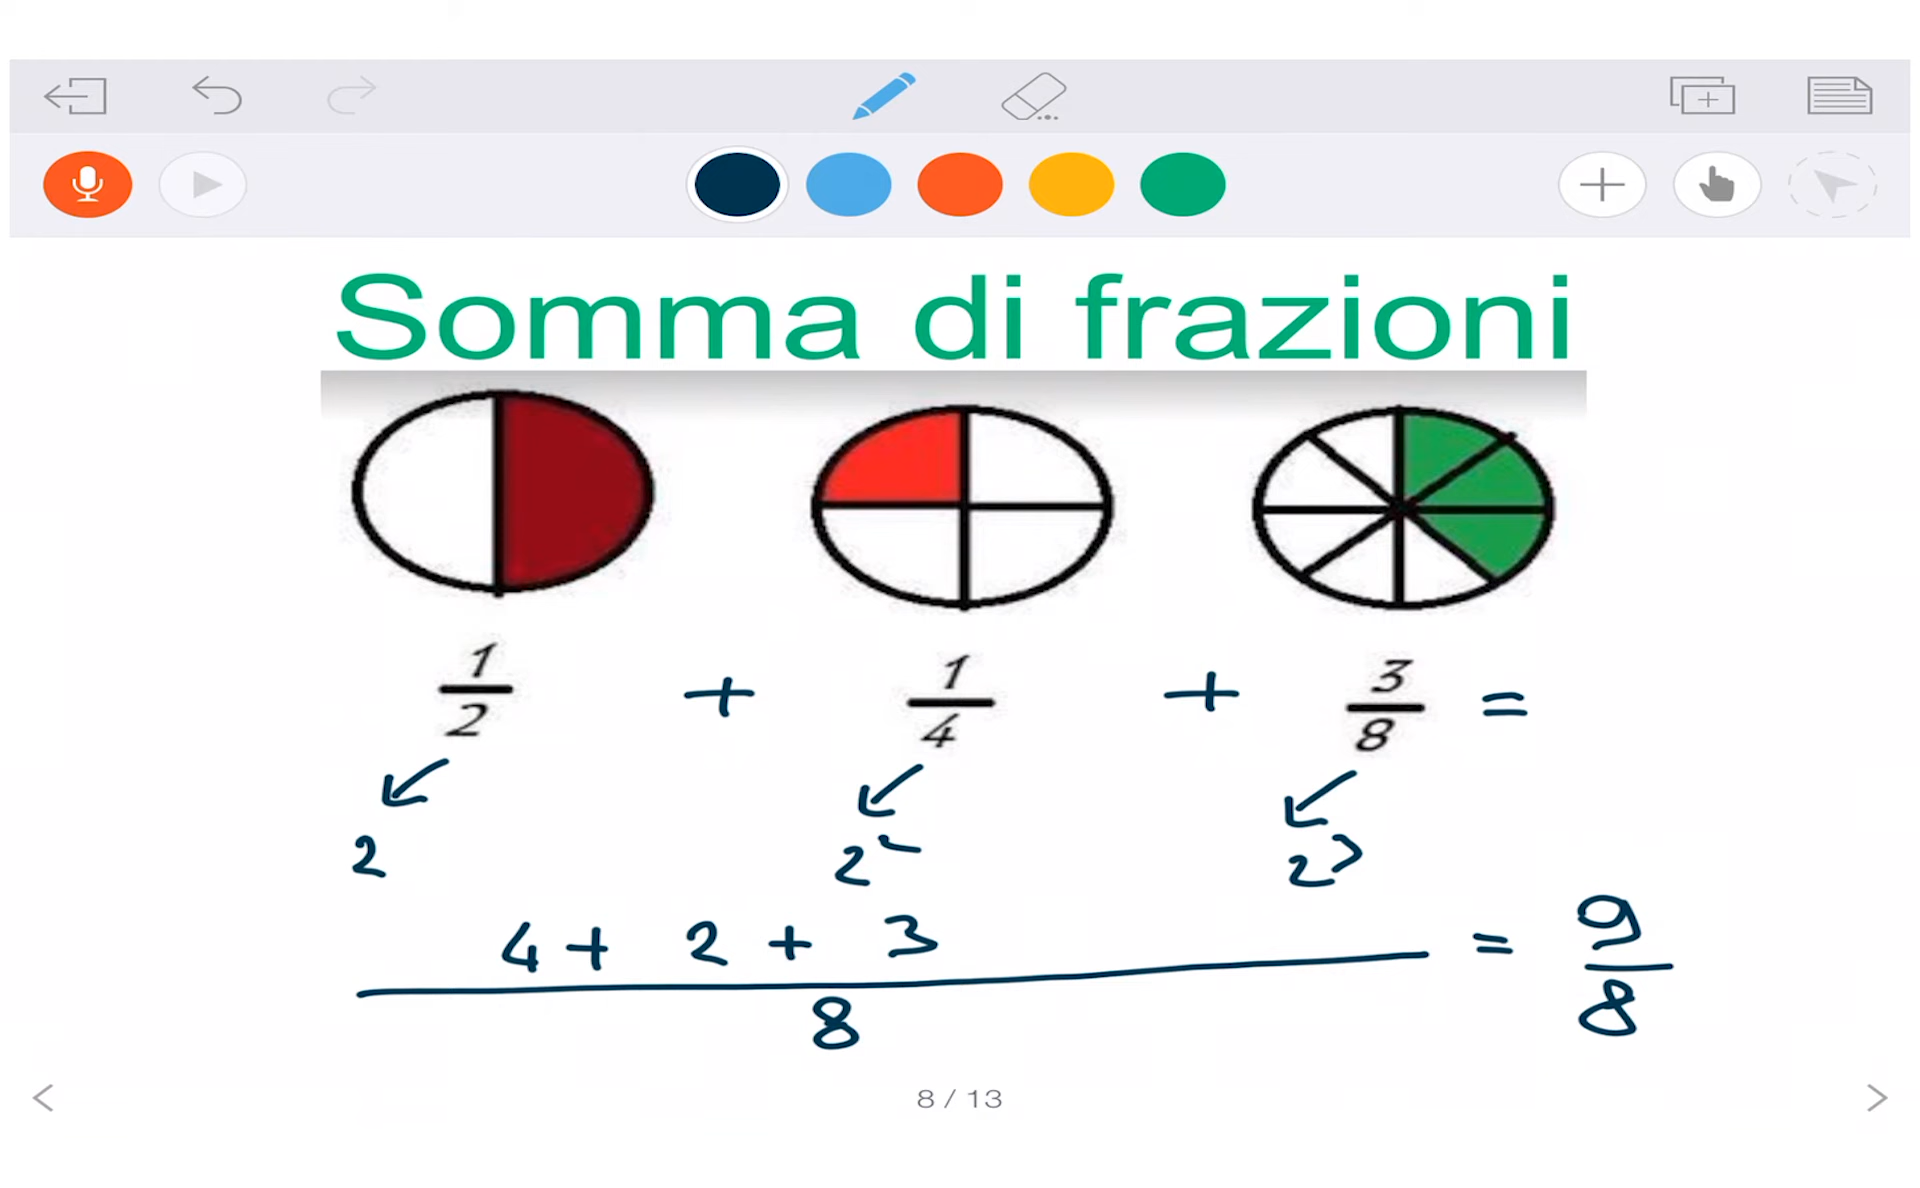 Somma di frazioni
1/2 + 1/4 + 3/8 =
2 2² 2³
4 + 2 + 3 = 9
8 8
8 / 13